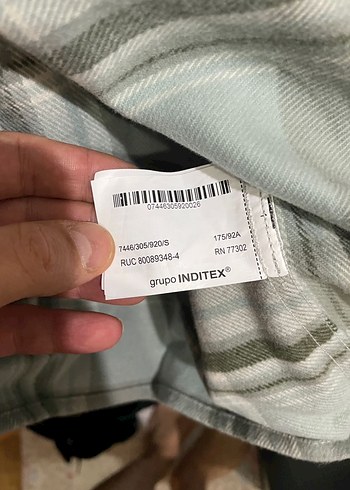 07446305920026
7446/305/920/S 175/92A
RUC 80089348-4 RN 77302
grupo INDITEX®